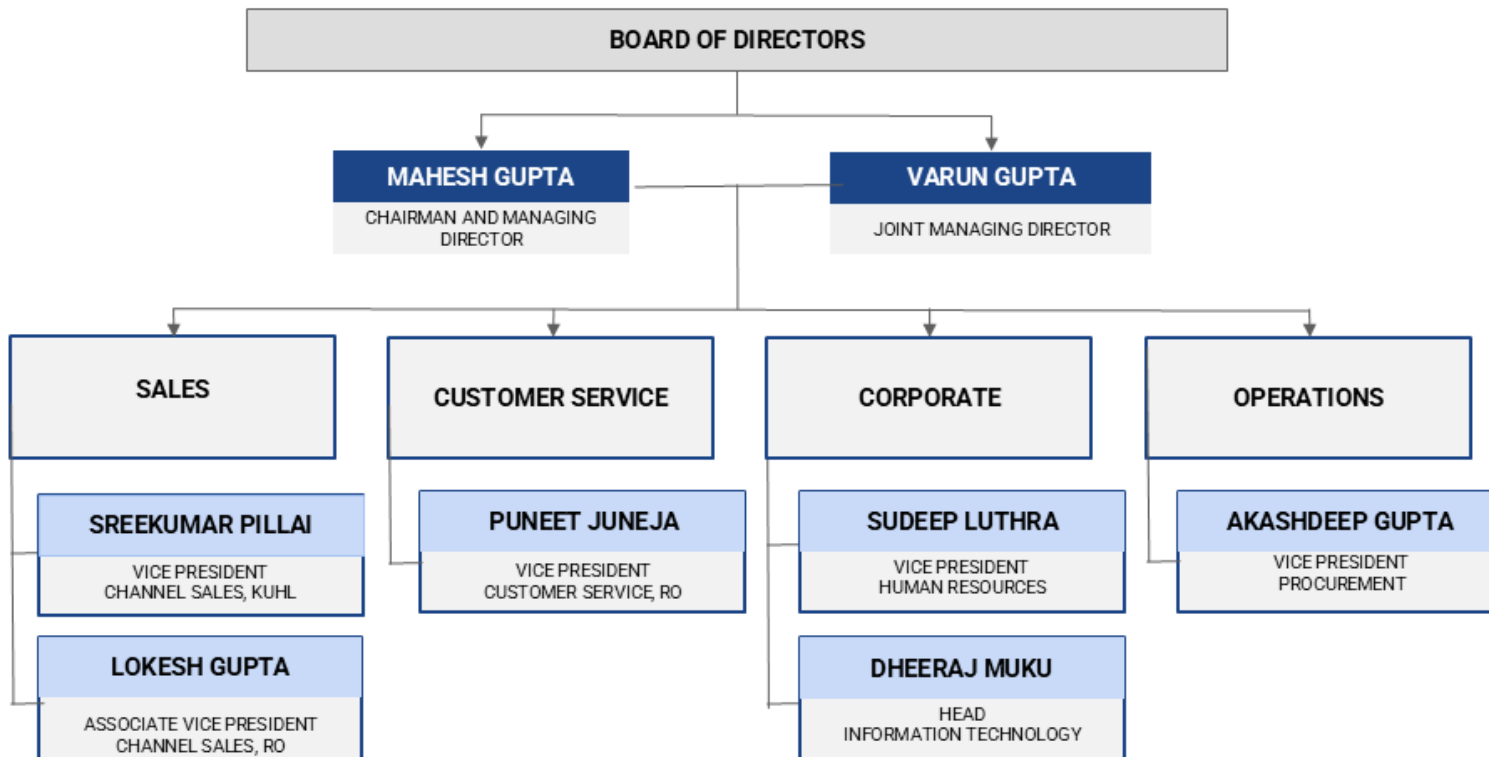 BOARD OF DIRECTORS
MAHESH GUPTA
CHAIRMAN AND MANAGING
DIRECTOR
VARUN GUPTA
JOINT MANAGING DIRECTOR
SALES
CUSTOMER SERVICE
CORPORATE
OPERATIONS
SREEKUMAR PILLAI
VICE PRESIDENT
CHANNEL SALES, KUHL
PUNEET JUNEJA
VICE PRESIDENT
CUSTOMER SERVICE, RO
SUDEEP LUTHRA
VICE PRESIDENT
HUMAN RESOURCES
AKASHDEEP GUPTA
VICE PRESIDENT
PROCUREMENT
LOKESH GUPTA
ASSOCIATE VICE PRESIDENT
CHANNEL SALES, RO
DHEERAJ MUKU
HEAD
INFORMATION TECHNOLOGY